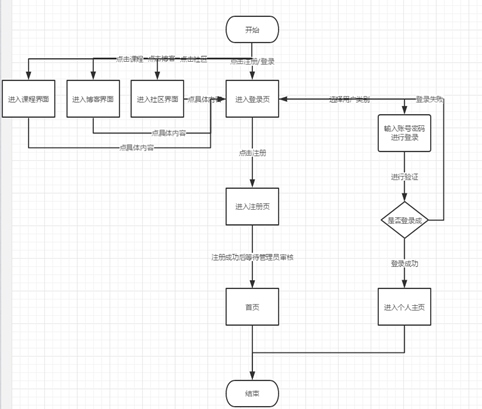 开始
点击课程
点击博客
点击社区
点击注册/登录
进入课程界面
进入博客界面
进入社区界面
点具体内容
进入登录页
选择用户类别
登录失败
输入账号密码
进行登录
点具体内容
点具体内容
点击注册
进行验证
进入注册页
是否登录成
注册成功后等待管理员审核
登录成功
首页
进入个人主页
结束